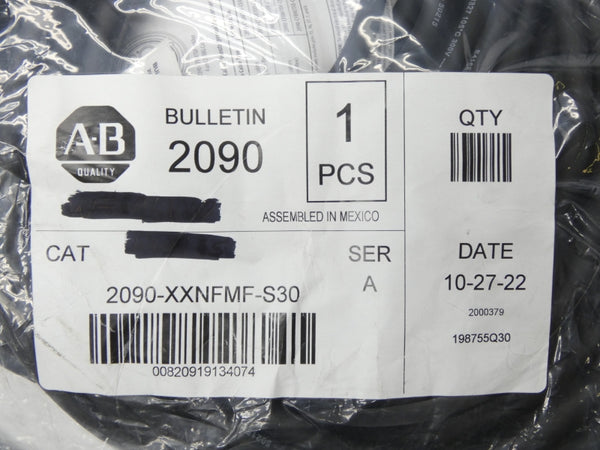 A·B
QUALITY
BULLETIN
2090
1
PCS
ASSEMBLED IN MEXICO
QTY
CAT
SER
A
2090-XXNFMF-S30
00820919134074
DATE
10-27-22
2000379
198755Q30